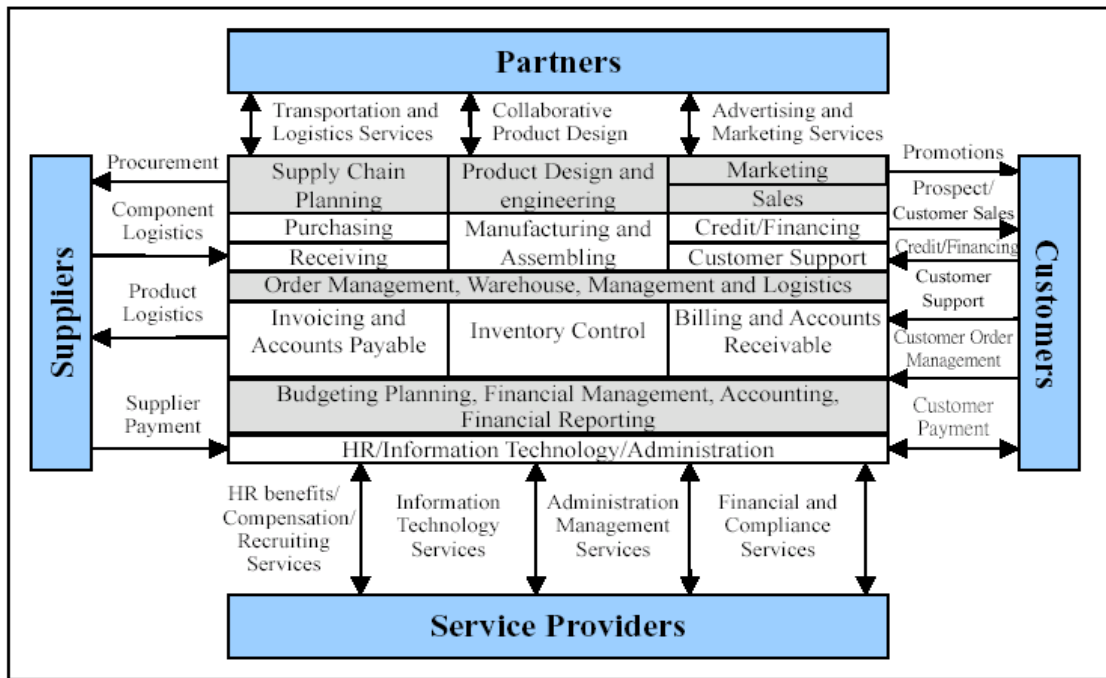 Partners
Transportation and
Logistics Services
Collaborative
Product Design
Advertising and
Marketing Services
Suppliers
Procurement
Component
Logistics
Product
Logistics
Supplier
Payment
Supply Chain
Planning
Product Design and
engineering
Marketing
Sales
Purchasing
Manufacturing and
Assembling
Credit/Financing
Receiving
Customer Support
Order Management, Warehouse, Management and Logistics
Invoicing and
Accounts Payable
Inventory Control
Billing and Accounts
Receivable
Budgeting Planning, Financial Management, Accounting,
Financial Reporting
HR/Information Technology/Administration
Promotions
Prospect/
Customer Sales
Credit/Financing
Customer
Support
Customer Order
Management
Customer
Payment
Customers
HR benefits/
Compensation/
Recruiting
Services
Information
Technology
Services
Administration
Management
Services
Financial and
Compliance
Services
Service Providers